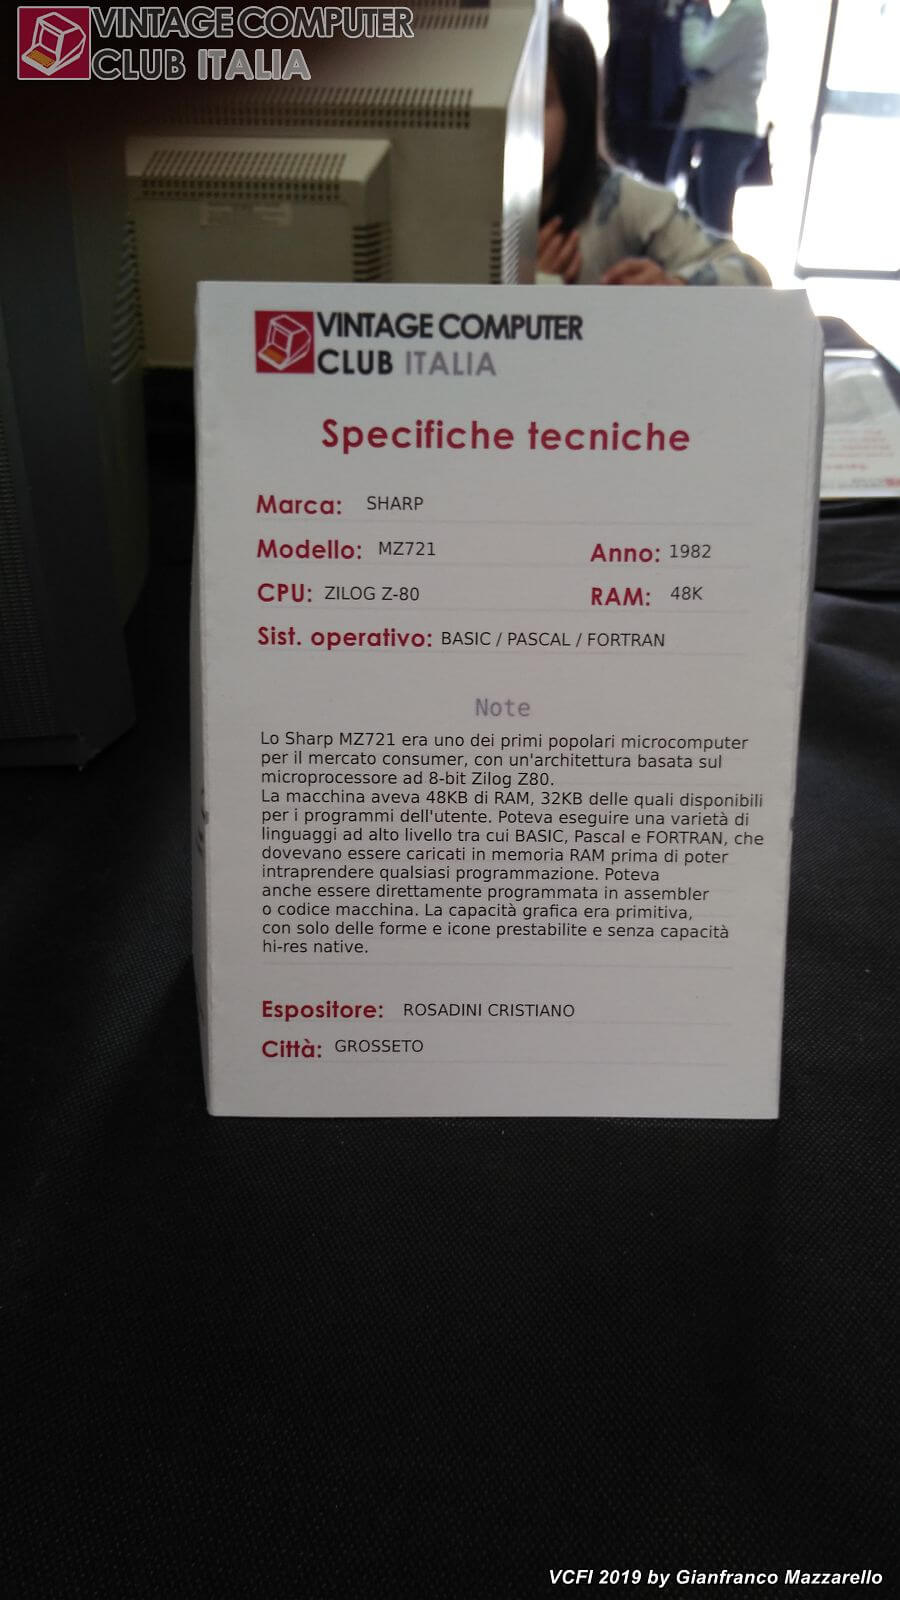 VINTAGE COMPUTER
CLUB ITALIA
VINTAGE COMPUTER
CLUB ITALIA
Specifiche tecniche
Marca: SHARP
Modello: MZ721 Anno: 1982
CPU: ZILOG Z-80 RAM: 48K
Sist. operativo: BASIC / PASCAL / FORTRAN
Note
Lo Sharp MZ721 era uno dei primi popolari microcomputer
per il mercato consumer, con un'architettura basata sul
microprocessore ad 8-bit Zilog Z80.
La macchina aveva 48KB di RAM, 32KB delle quali disponibili
per i programmi dell'utente. Poteva eseguire una varietà di
linguaggi ad alto livello tra cui BASIC, Pascal e FORTRAN, che
dovevano essere caricati in memoria RAM prima di poter
intraprendere qualsiasi programmazione. Poteva
anche essere direttamente programmata in assembler
o codice macchina. La capacità grafica era primitiva,
con solo delle forme e icone prestabilite e senza capacità
hi-res native.
Espositore: ROSADINI CRISTIANO
Città: GROSSETO
VCFI 2019 by Gianfranco Mazzarello